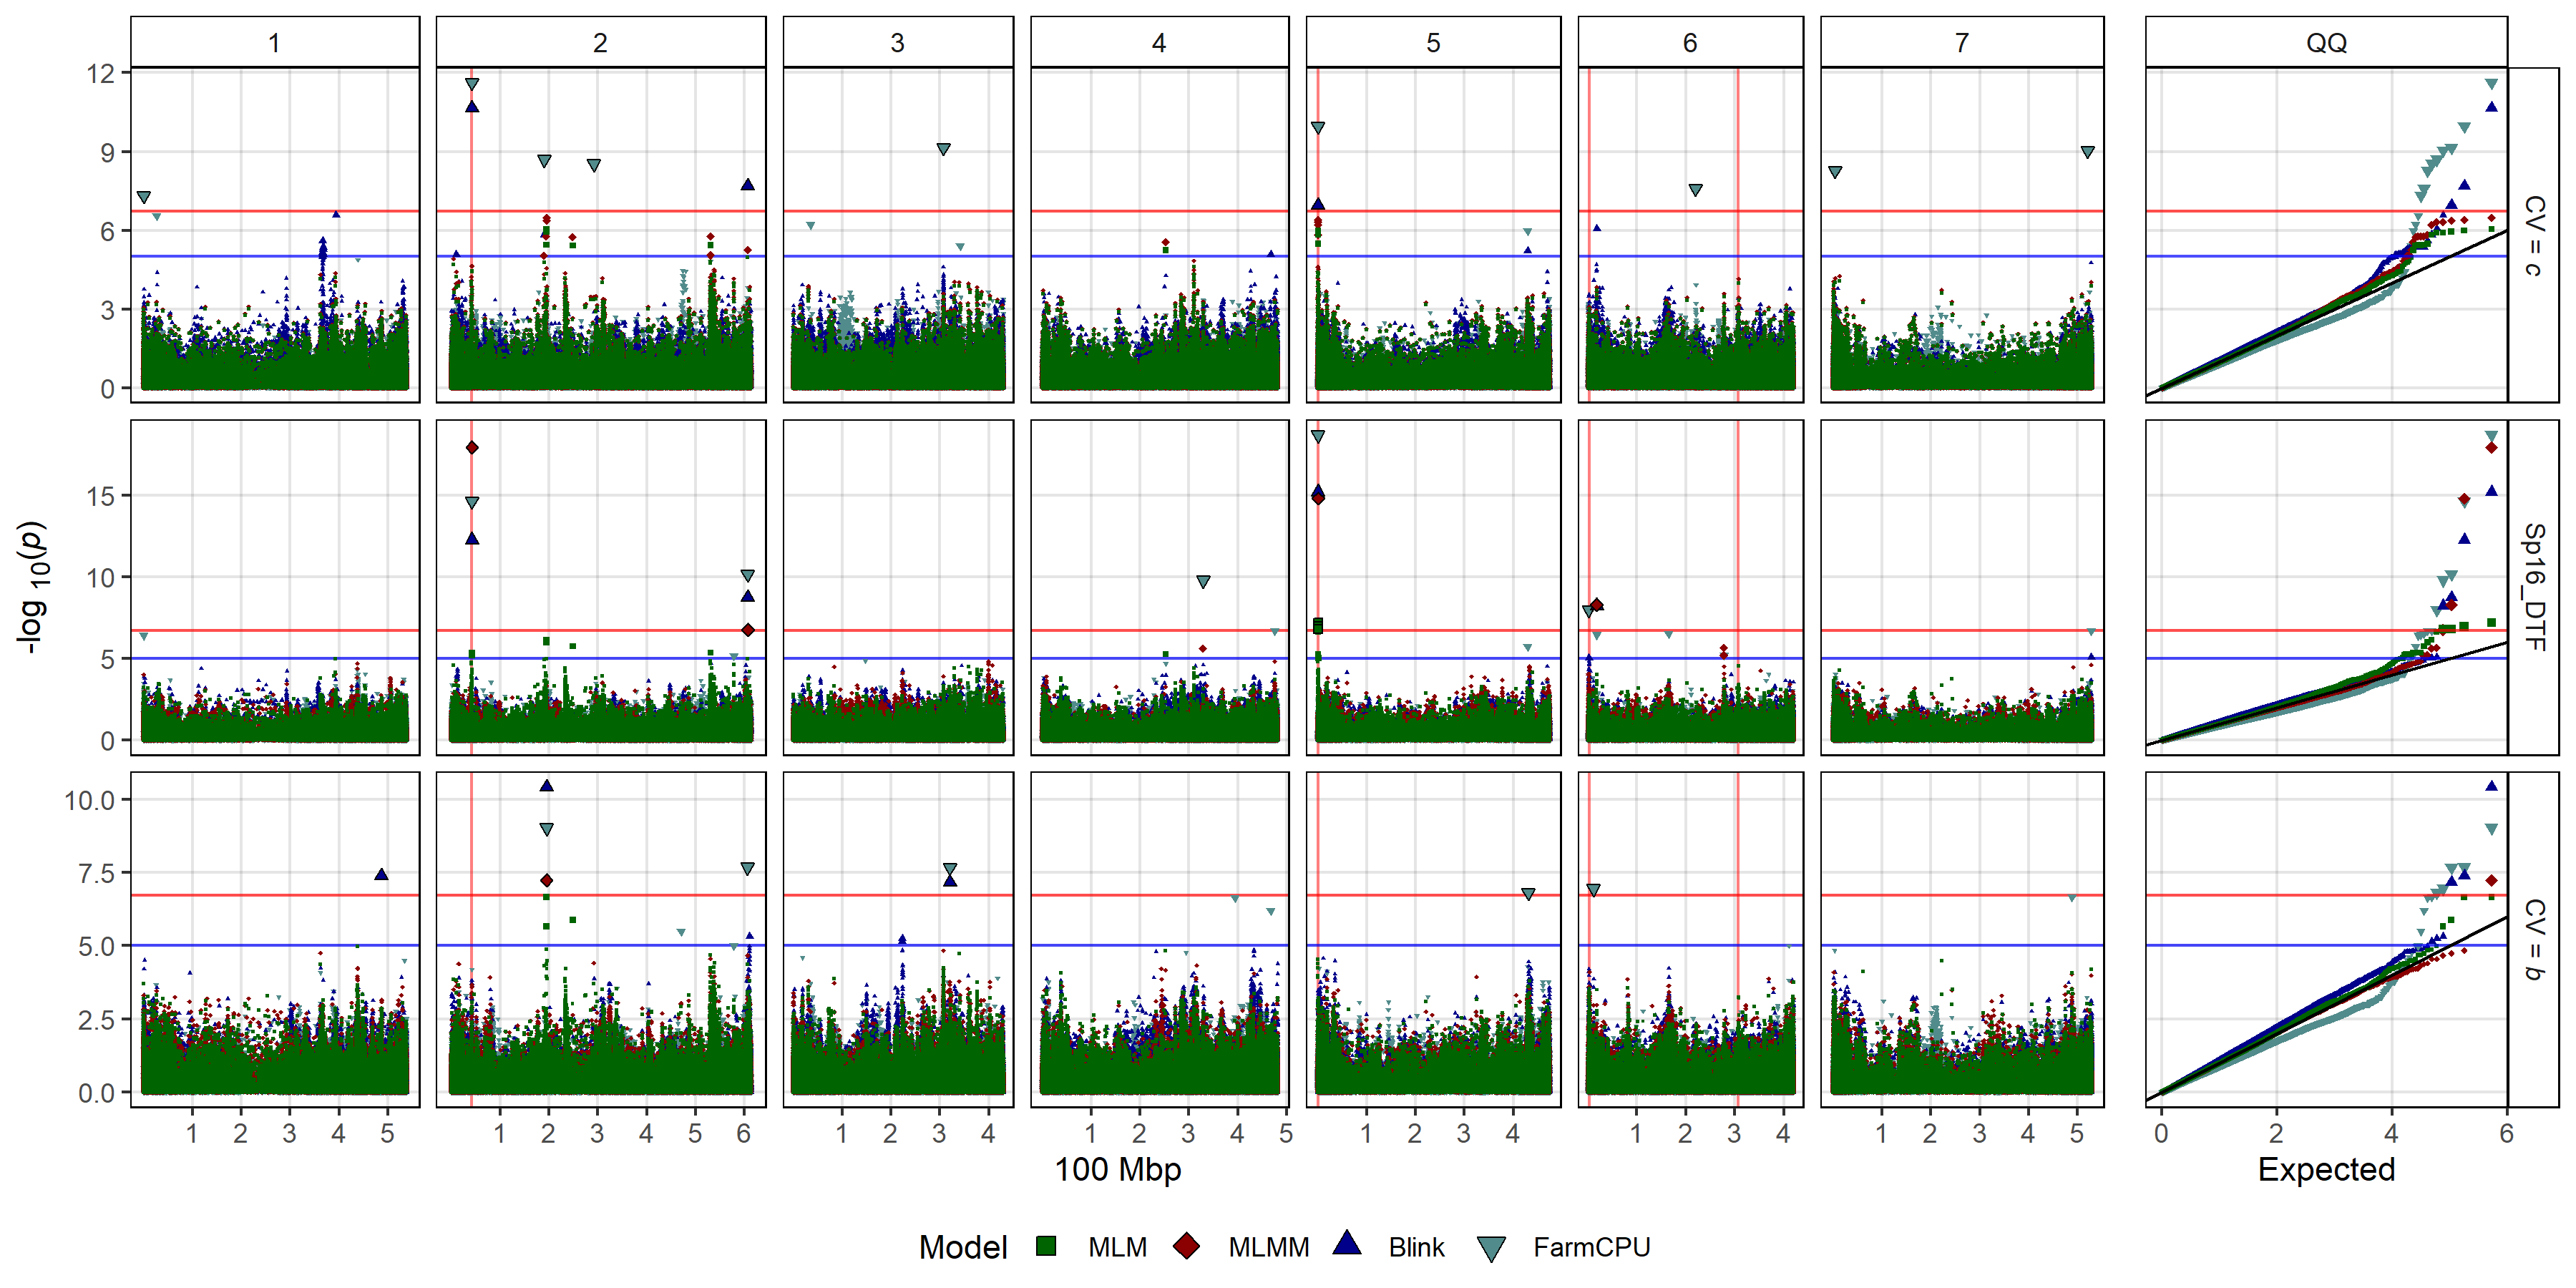 1 2 3 4 5 6 7 QQ
12
9
6
3
0
CV = c
15
10
5
0
Sp16_DTF
-log 10(p)
10.0
7.5
5.0
2.5
0.0
CV = b
1 2 3 4 5 1 2 3 4 5 6 1 2 3 4 1 2 3 4 5 1 2 3 4 1 2 3 4 1 2 3 4 5 0 2 4 6
100 Mbp Expected
Model MLM MLMM Blink FarmCPU